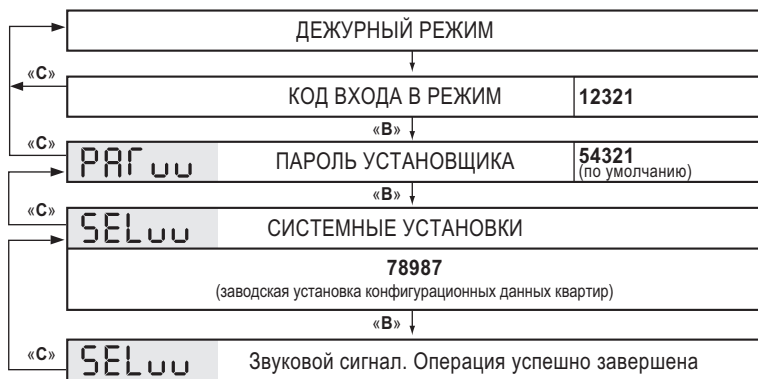 ДЕЖУРНЫЙ РЕЖИМ
«С»
КОД ВХОДА В РЕЖИМ 12321
«В»
«С»
PAГuu ПАРОЛЬ УСТАНОВЩИКА 54321
(по умолчанию)
«В»
«С»
SELuu СИСТЕМНЫЕ УСТАНОВКИ
78987
(заводская установка конфигурационных данных квартир)
«В»
«С»
SELuu Звуковой сигнал. Операция успешно завершена